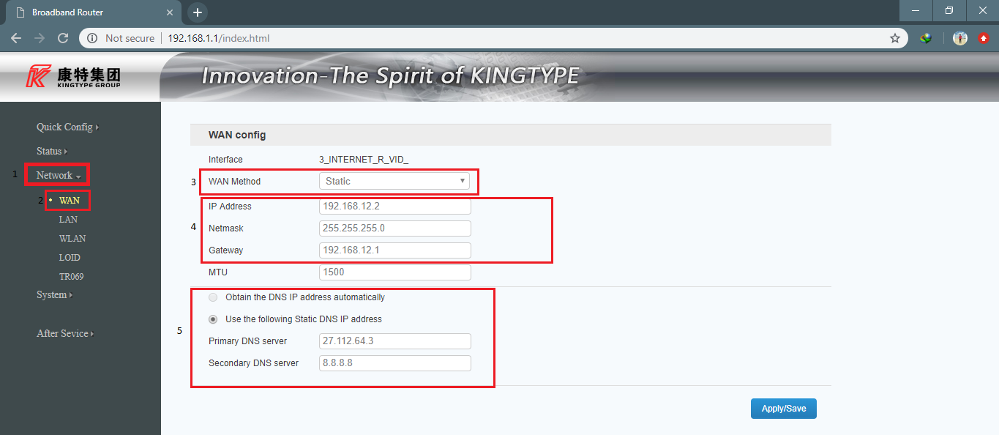 Broadband Router
Not secure
192.168.1.1/index.html
康特集团
KINGTYPE GROUP
Innovation-The Spirit of KINGTYPE
Quick Config
Status
1
Network
2
WAN
LAN
WLAN
LOID
TR069
System
After Sevice
WAN config
Interface 3_INTERNET_R_VID_
3 WAN Method Static
4
IP Address 192.168.12.2
Netmask 255.255.255.0
Gateway 192.168.12.1
MTU 1500
5
Obtain the DNS IP address automatically
Use the following Static DNS IP address
Primary DNS server 27.112.64.3
Secondary DNS server 8.8.8.8
Apply/Save